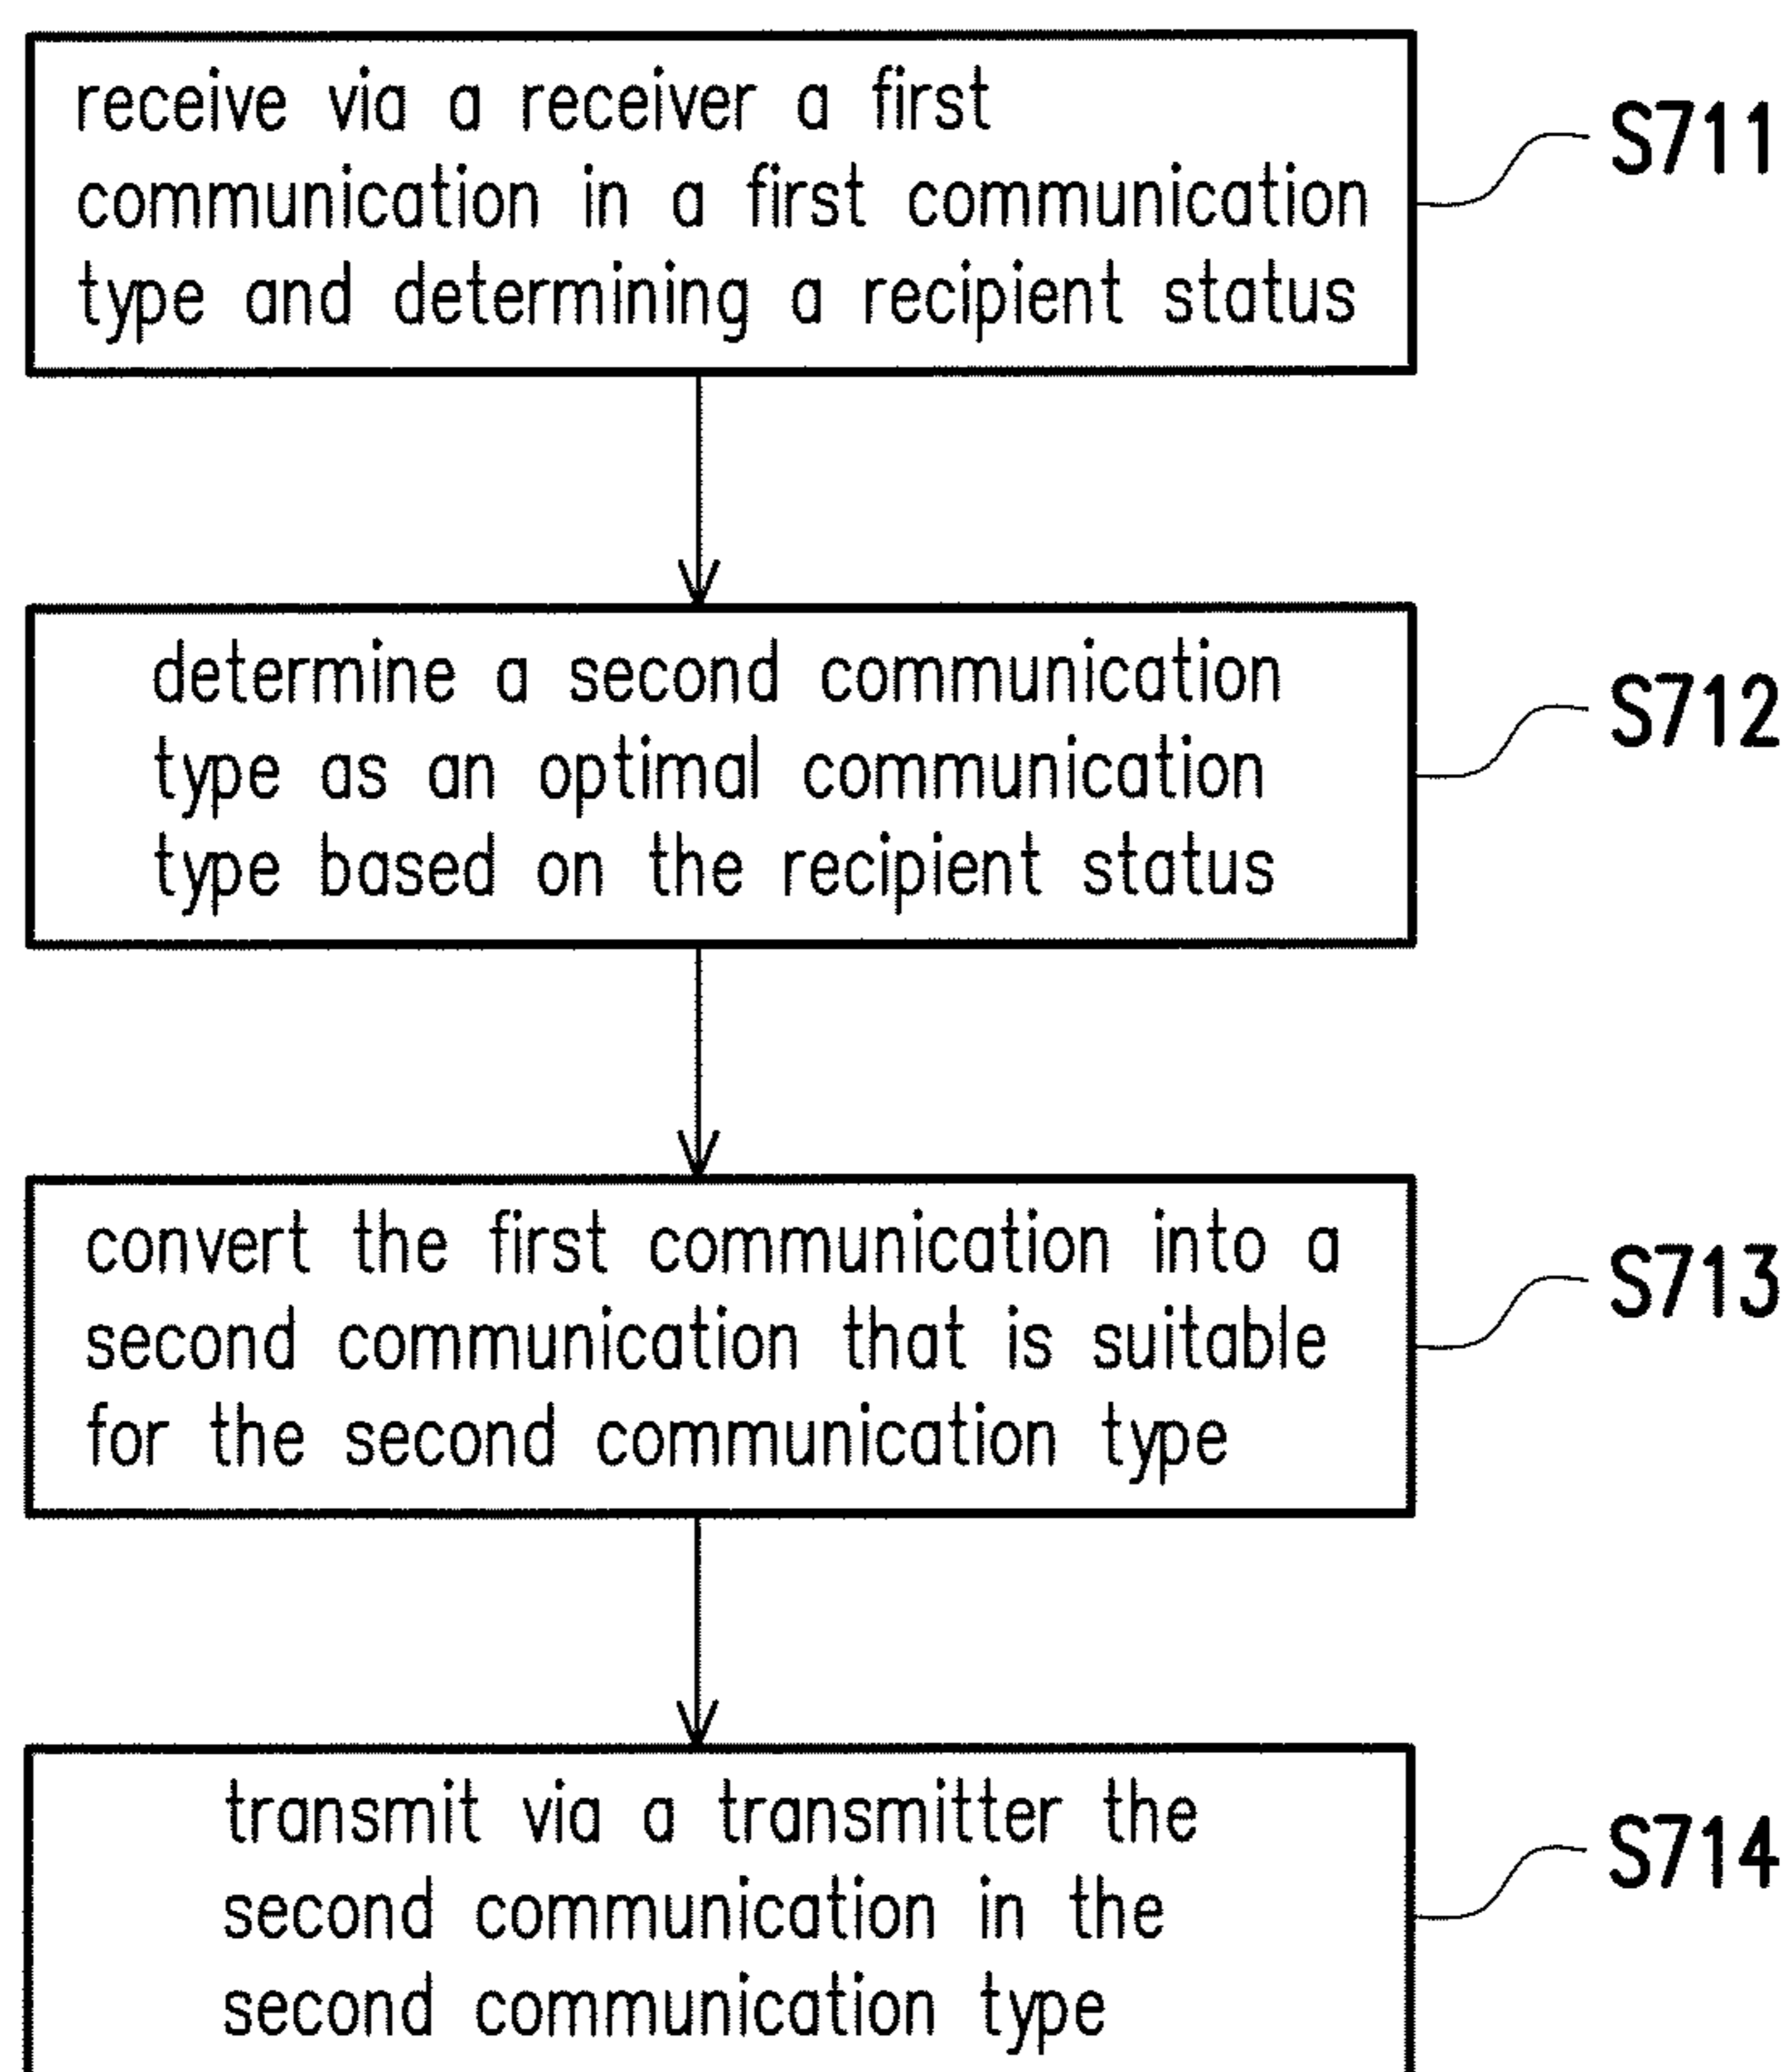 receive via a receiver a first
communication in a first communication
type and determining a recipient status
S711
determine a second communication
type as an optimal communication
type based on the recipient status
S712
convert the first communication into a
second communication that is suitable
for the second communication type
S713
transmit via a transmitter the
second communication in the
second communication type
S714